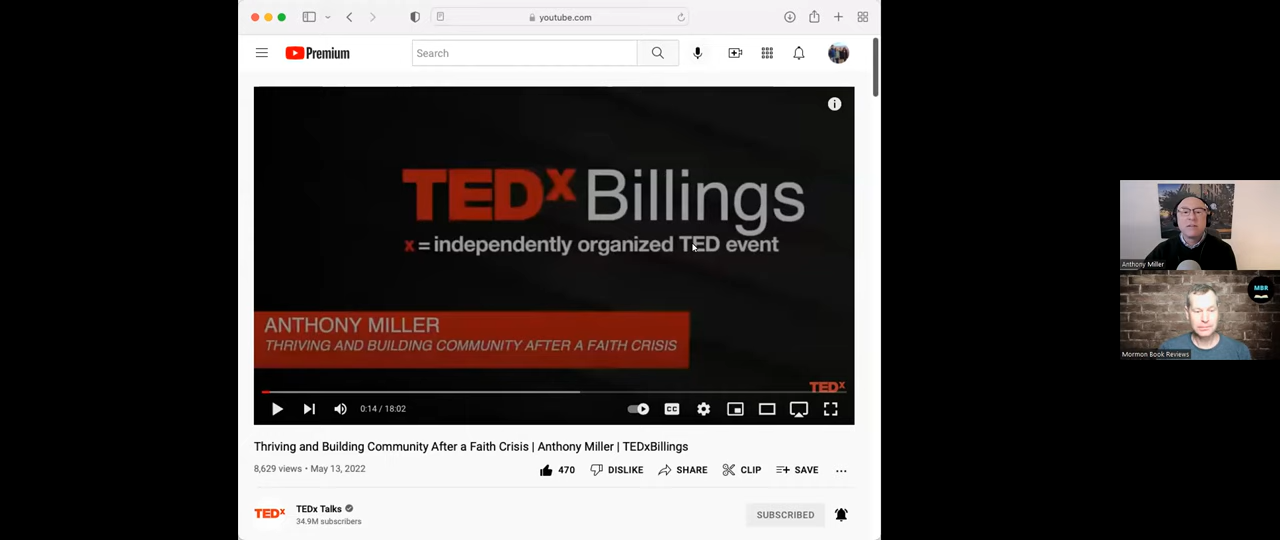 youtube.com
Premium
Search
TEDx Billings
x = independently organized TED event
ANTHONY MILLER
THRIVING AND BUILDING COMMUNITY AFTER A FAITH CRISIS
TEDx
0:14 / 18:02
CC
Thriving and Building Community After a Faith Crisis | Anthony Miller | TEDxBillings
8,629 views • May 13, 2022
470 DISLIKE SHARE CLIP SAVE
TEDx
TEDx Talks
34.9M subscribers
SUBSCRIBED
Anthony Miller
MBR
Mormon Book Reviews